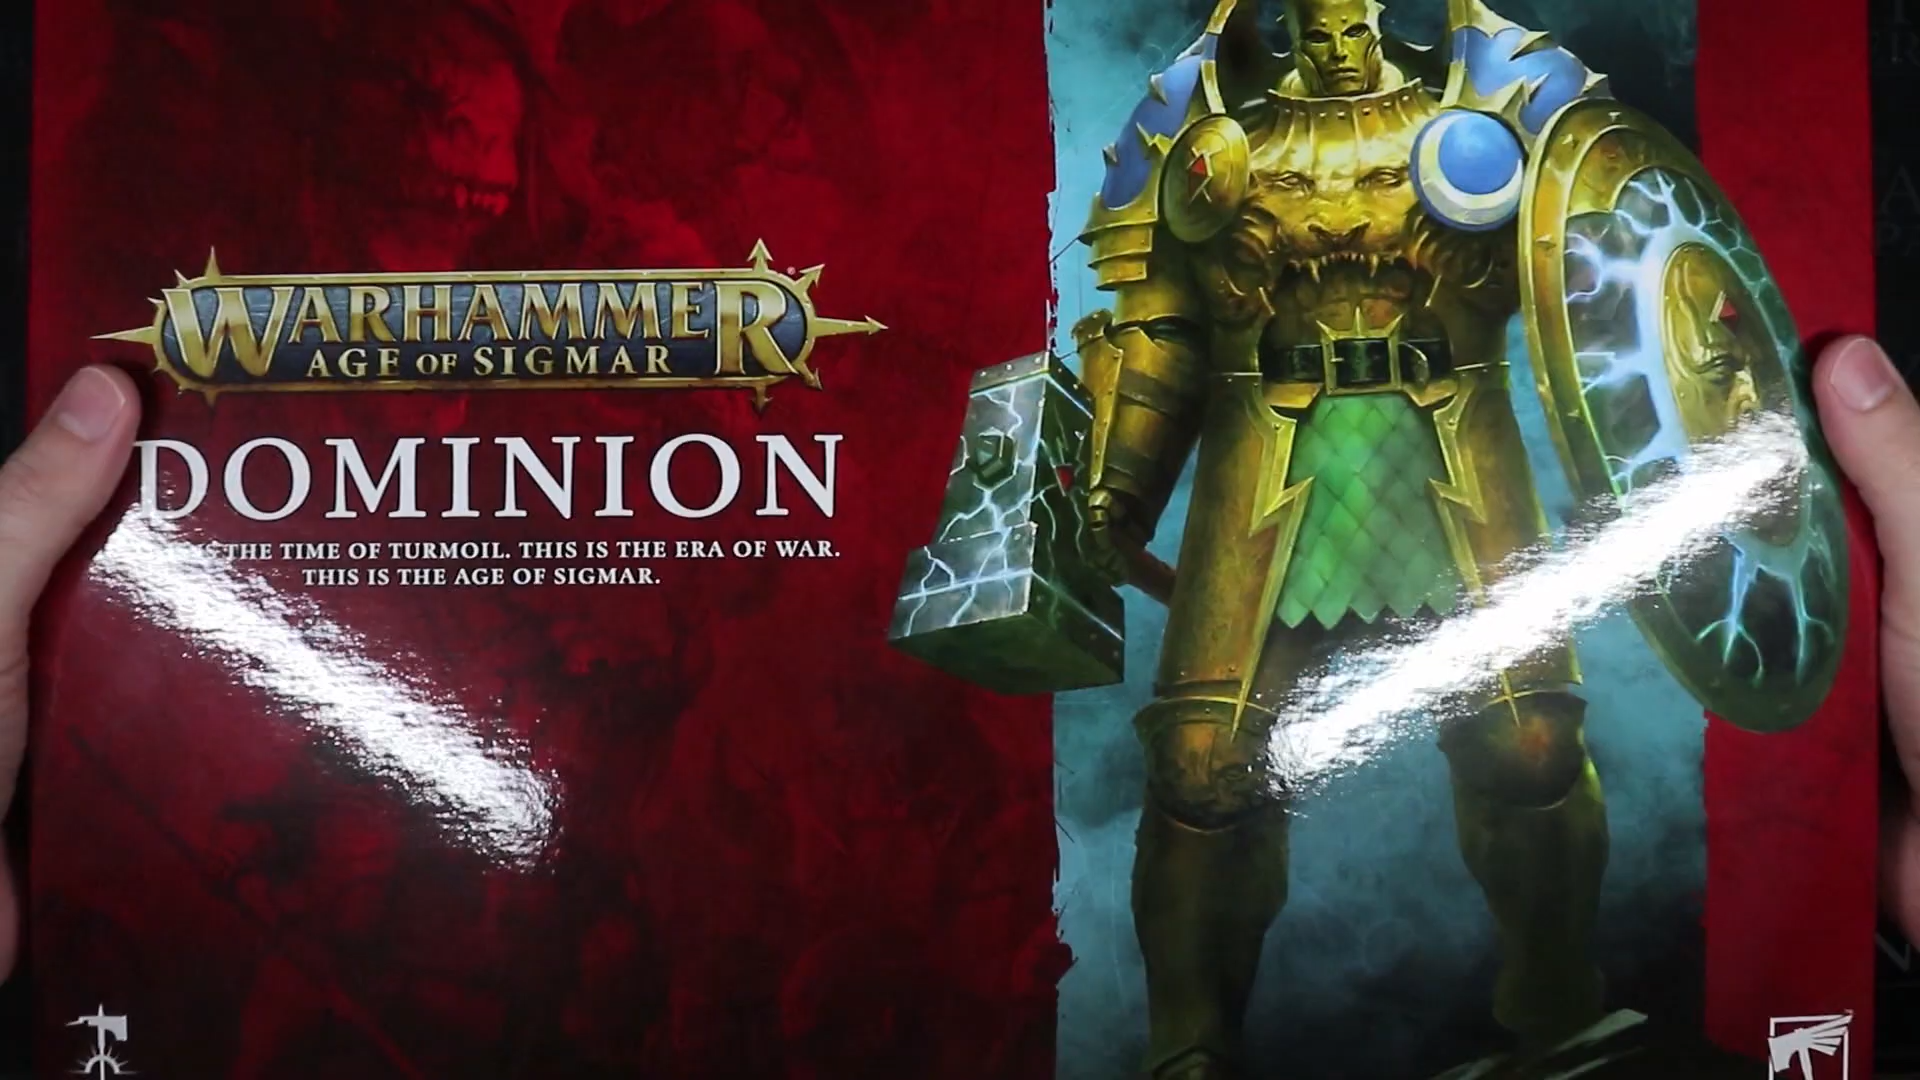 WARHAMMER
AGE OF SIGMAR
DOMINION
THE TIME OF TURMOIL. THIS IS THE ERA OF WAR.
THIS IS THE AGE OF SIGMAR.